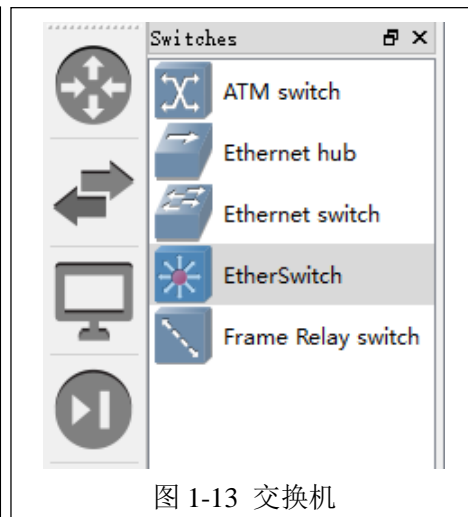 Switches
ATM switch
Ethernet hub
Ethernet switch
EtherSwitch
Frame Relay switch
图 1-13 交换机